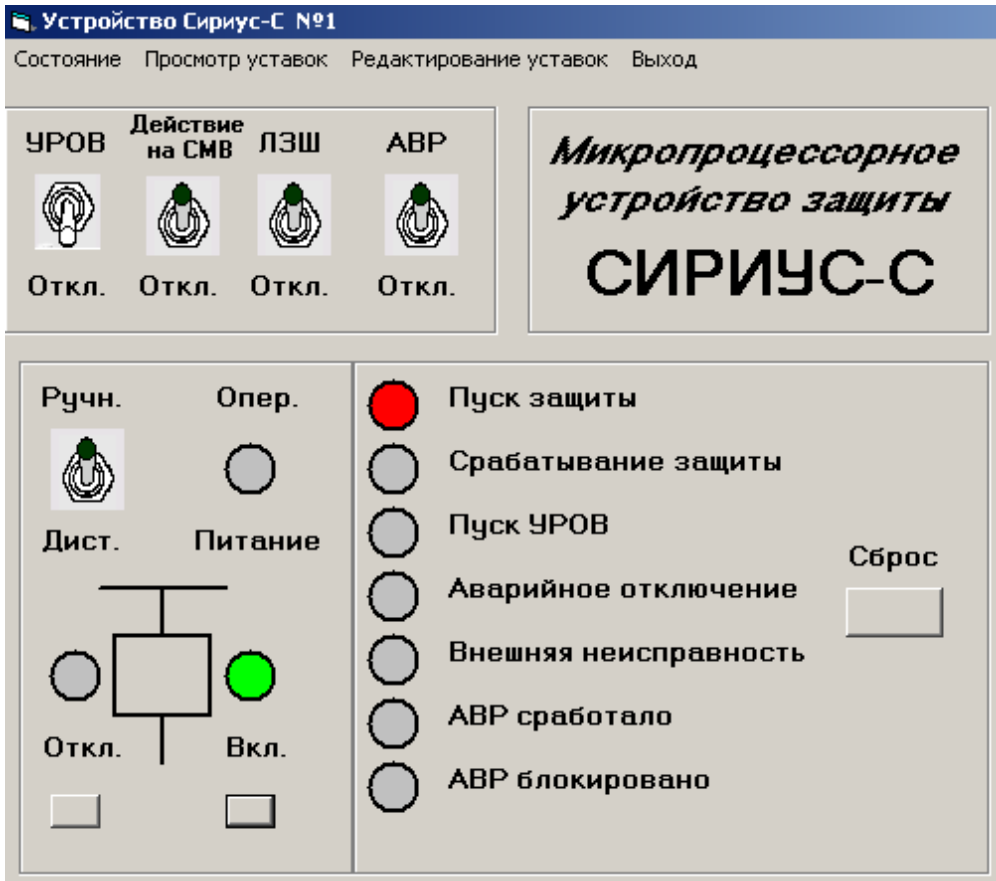 Устройство Сириус-С №1
Состояние Просмотр уставок Редактирование уставок Выход
УРОВ
Действие
на СМВ
ЛЗШ
АВР
Откл. Откл. Откл. Откл.
Микропроцессорное
устройство защиты
СИРИУС-С
Ручн. Опер.
Дист. Питание
Откл. Вкл.
Пуск защиты
Срабатывание защиты
Пуск УРОВ
Аварийное отключение
Внешняя неисправность
АВР сработало
АВР блокировано
Сброс